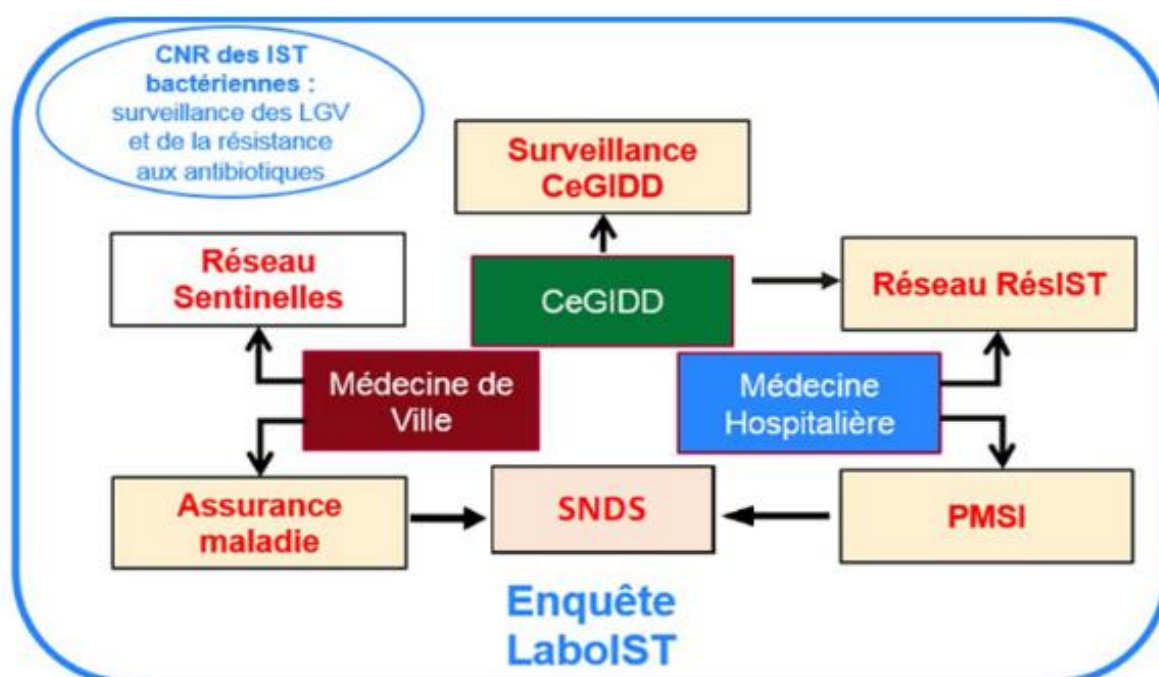 CNR des IST
bactériennes :
surveillance des LGV
et de la résistance
aux antibiotiques
Surveillance
CeGIDD
Réseau
Sentinelles
CeGIDD
Réseau RésIST
Médecine de
Ville
Médecine
Hospitalière
Assurance
maladie
SNDS
PMSI
Enquête
LaboIST